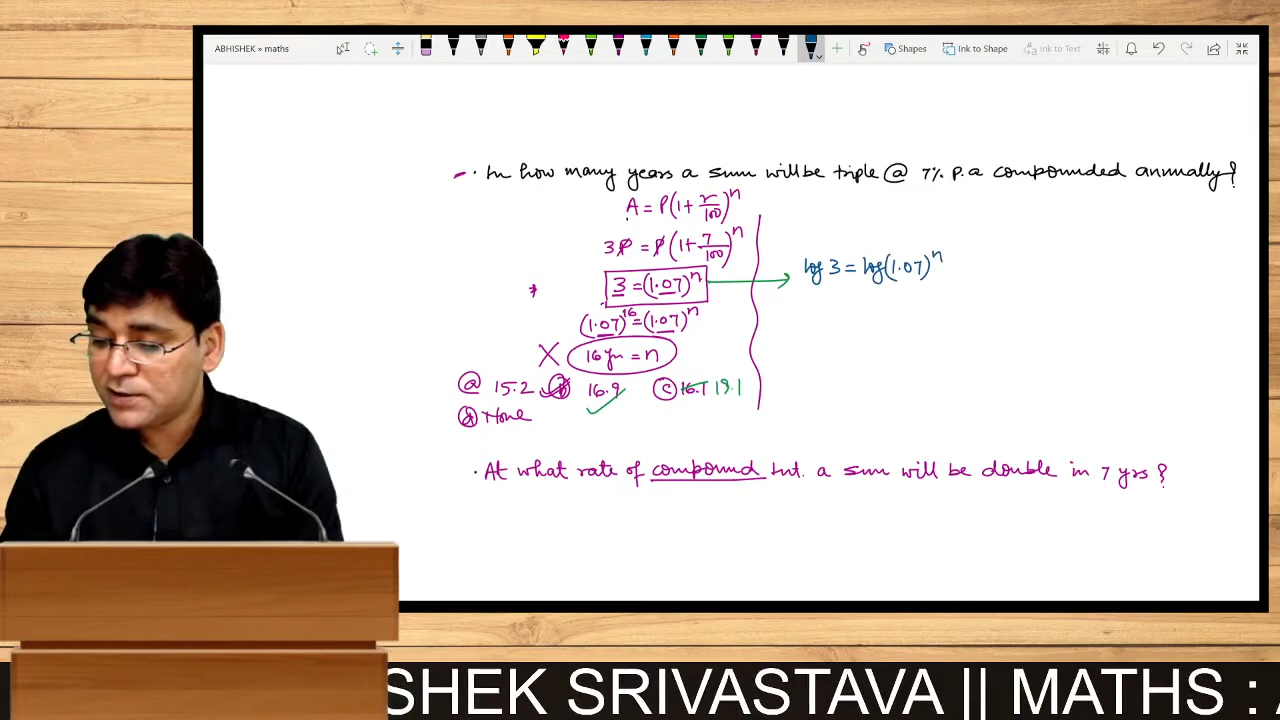 ABHISHEK » maths
Shapes
Ink to Shape
Ink to Text
· In how many years a sum will be triple @ 7% p.a compounded annually?
A = P(1 + r/100)^n
3P = P(1 + 7/100)^n
3 = (1.07)^n
log 3 = log(1.07)^n
(1.07)^16 = (1.07)^n
X 16 yrs = n
(a) 15.2 (b) 16.9 (c) 16.1 19.1
(d) None
· At what rate of compound Int. a sum will be double in 7 yrs?
SHEK SRIVASTAVA || MATHS :